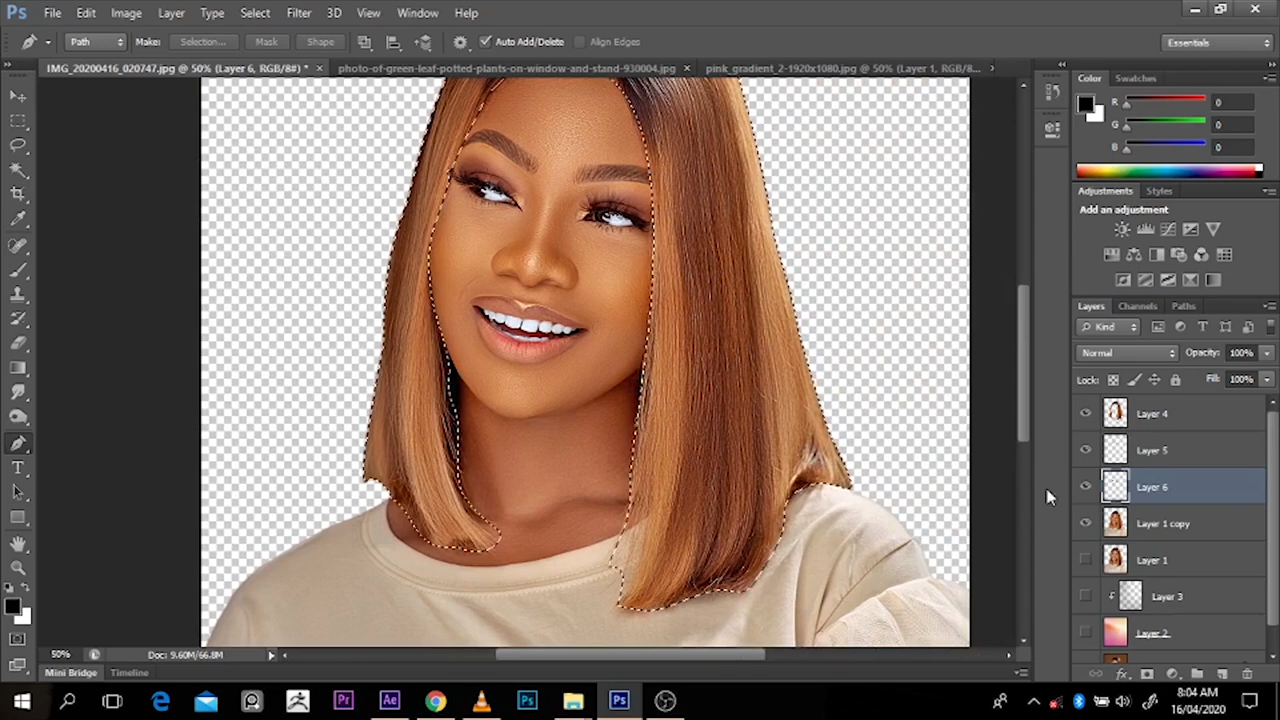 Ps File Edit Image Layer Type Select Filter 3D View Window Help
Path Make: Selection... Mask Shape Auto Add/Delete Align Edges Essentials
IMG_20200416_020747.jpg @ 50% (Layer 6, RGB/8#) * × photo-of-green-leaf-potted-plants-on-window-and-stand-930004.jpg × pink_gradient_2-1920x1080.jpg @ 50% (Layer 1, RGB/8...
Color Swatches
R 0
G 0
B 0
Adjustments Styles
Add an adjustment
Layers Channels Paths
Kind
Normal Opacity: 100%
Lock: Fill: 100%
Layer 4
Layer 5
Layer 6
Layer 1 copy
Layer 1
Layer 3
Layer 2
50% Doc: 9.60M/66.8M
Mini Bridge Timeline
Pr Ae Ps Ps
8:04 AM
16/04/2020